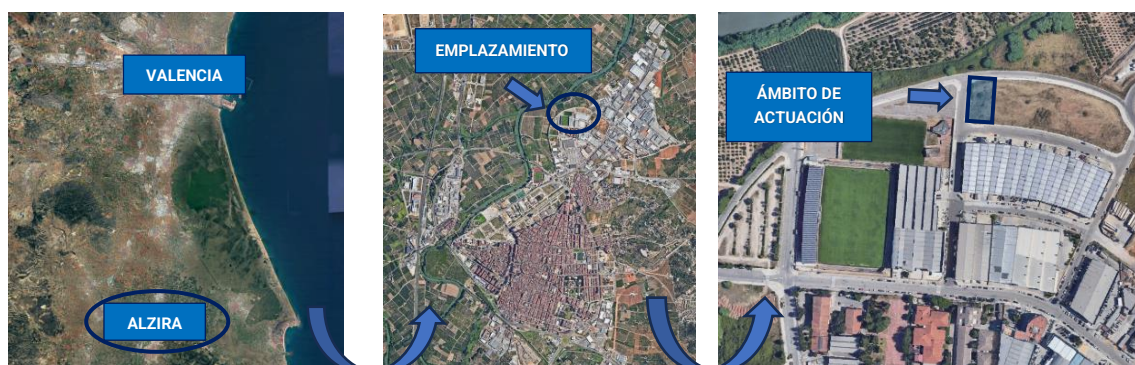 VALENCIA
ALZIRA
EMPLAZAMIENTO
ÁMBITO DE
ACTUACIÓN